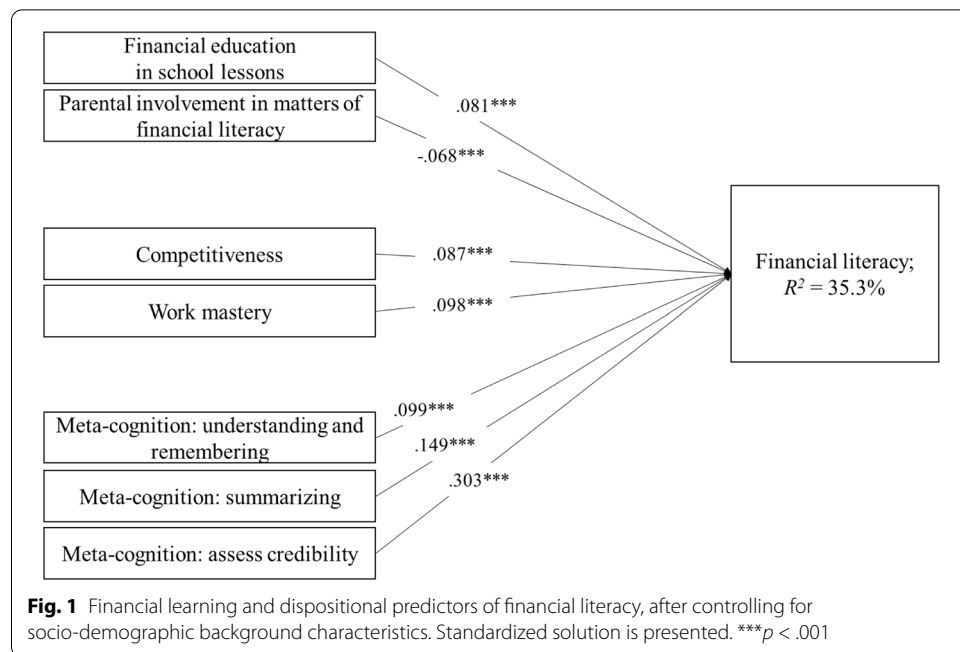 Financial education
in school lessons
.081***
Parental involvement in matters of
financial literacy
-.068***
Competitiveness
.087***
Work mastery
.098***
Financial literacy;
R² = 35.3%
Meta-cognition: understanding and
remembering
.099***
Meta-cognition: summarizing
.149***
Meta-cognition: assess credibility
.303***
Fig. 1 Financial learning and dispositional predictors of financial literacy, after controlling for
socio-demographic background characteristics. Standardized solution is presented. ***p < .001